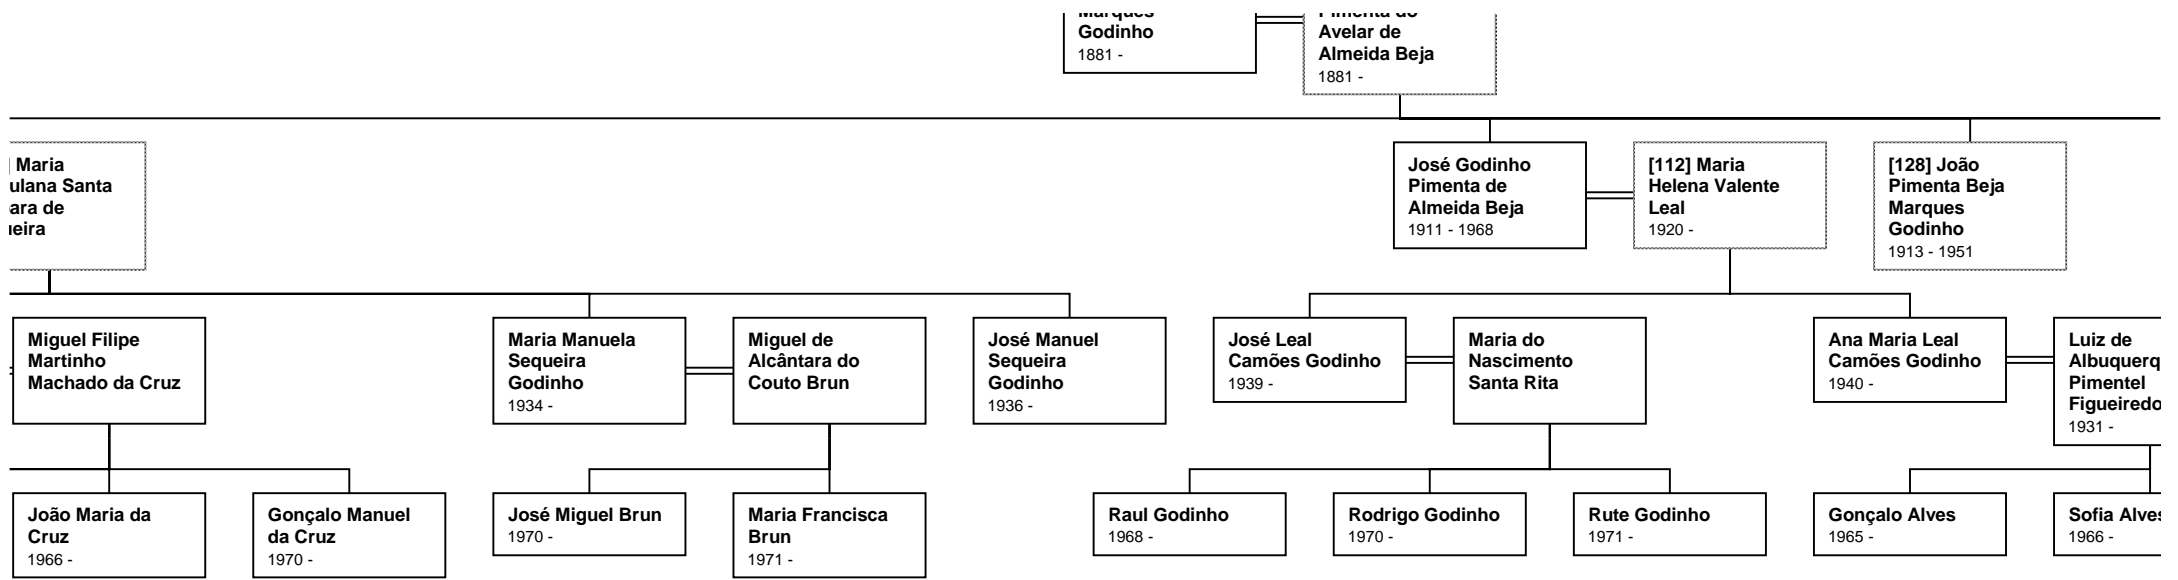 Godinho
1881 -
Avelar de
Almeida Beja
1881 -
Maria
ulana Santa
ara de
eira
José Godinho
Pimenta de
Almeida Beja
1911 - 1968
[112] Maria
Helena Valente
Leal
1920 -
[128] João
Pimenta Beja
Marques
Godinho
1913 - 1951
Miguel Filipe
Martinho
Machado da Cruz
Maria Manuela
Sequeira
Godinho
1934 -
Miguel de
Alcântara do
Couto Brun
José Manuel
Sequeira
Godinho
1936 -
José Leal
Camões Godinho
1939 -
Maria do
Nascimento
Santa Rita
Ana Maria Leal
Camões Godinho
1940 -
Luiz de
Albuquerq
Pimentel
Figueiredo
1931 -
João Maria da
Cruz
1966 -
Gonçalo Manuel
da Cruz
1970 -
José Miguel Brun
1970 -
Maria Francisca
Brun
1971 -
Raul Godinho
1968 -
Rodrigo Godinho
1970 -
Rute Godinho
1971 -
Gonçalo Alves
1965 -
Sofia Alves
1966 -